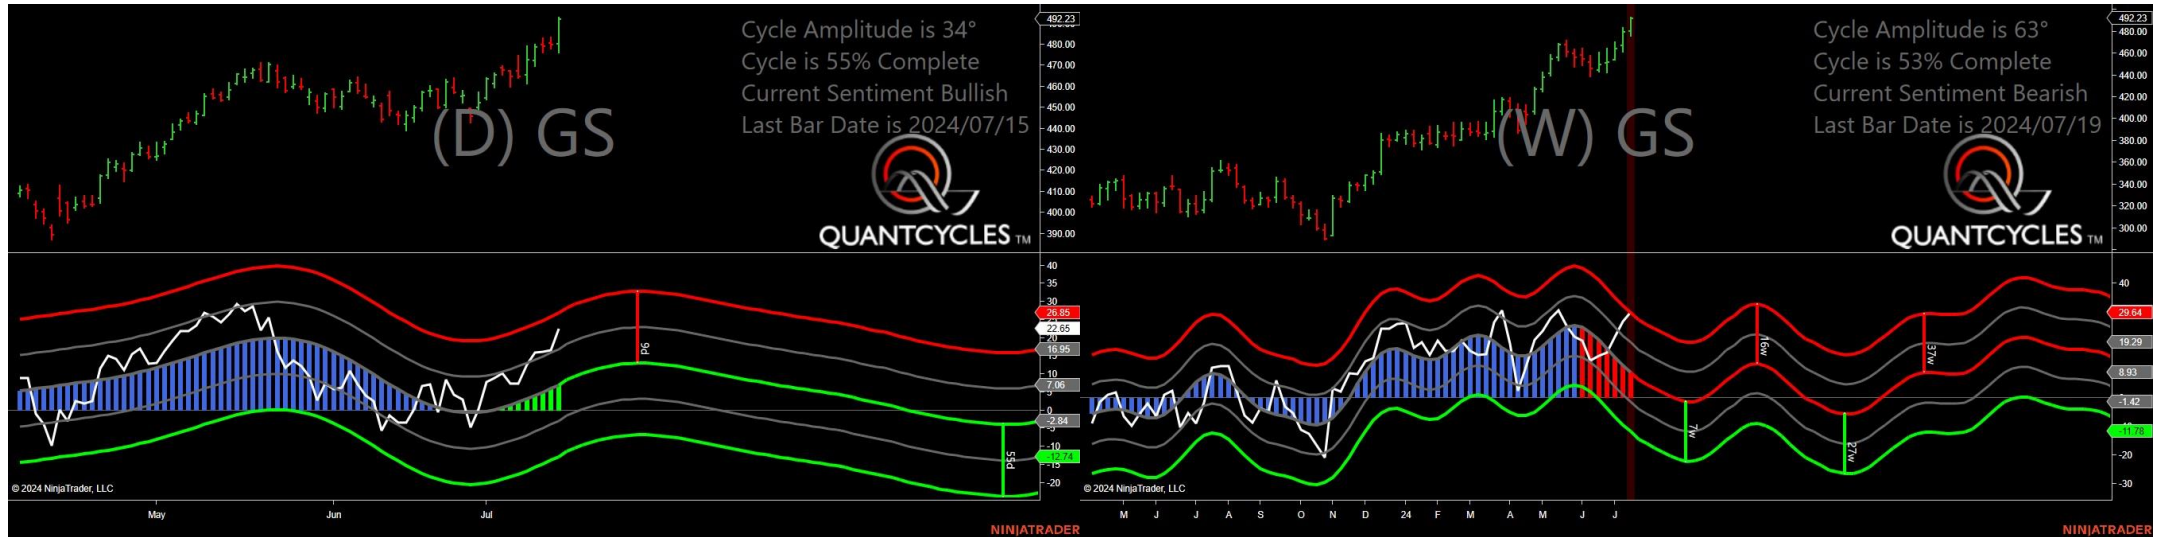 Cycle Amplitude is 34°
Cycle is 55% Complete
Current Sentiment Bullish
Last Bar Date is 2024/07/15
(D) GS
QUANTCYCLES TM
492.23
480.00
470.00
460.00
450.00
440.00
430.00
420.00
410.00
400.00
390.00
40
35
30
26.85
22.65
16.95
10
7.06
5
0
-2.84
-12.74
-20
9d
55d
© 2024 NinjaTrader, LLC
May Jun Jul
NINJATRADER
Cycle Amplitude is 63°
Cycle is 53% Complete
Current Sentiment Bearish
Last Bar Date is 2024/07/19
(W) GS
QUANTCYCLES TM
492.23
480.00
460.00
440.00
420.00
400.00
380.00
360.00
340.00
320.00
300.00
40
29.64
19.29
8.93
-1.42
-11.78
-20
-30
7w
16w
27w
37w
© 2024 NinjaTrader, LLC
M J J A S O N D 24 F M A M J J
NINJATRADER